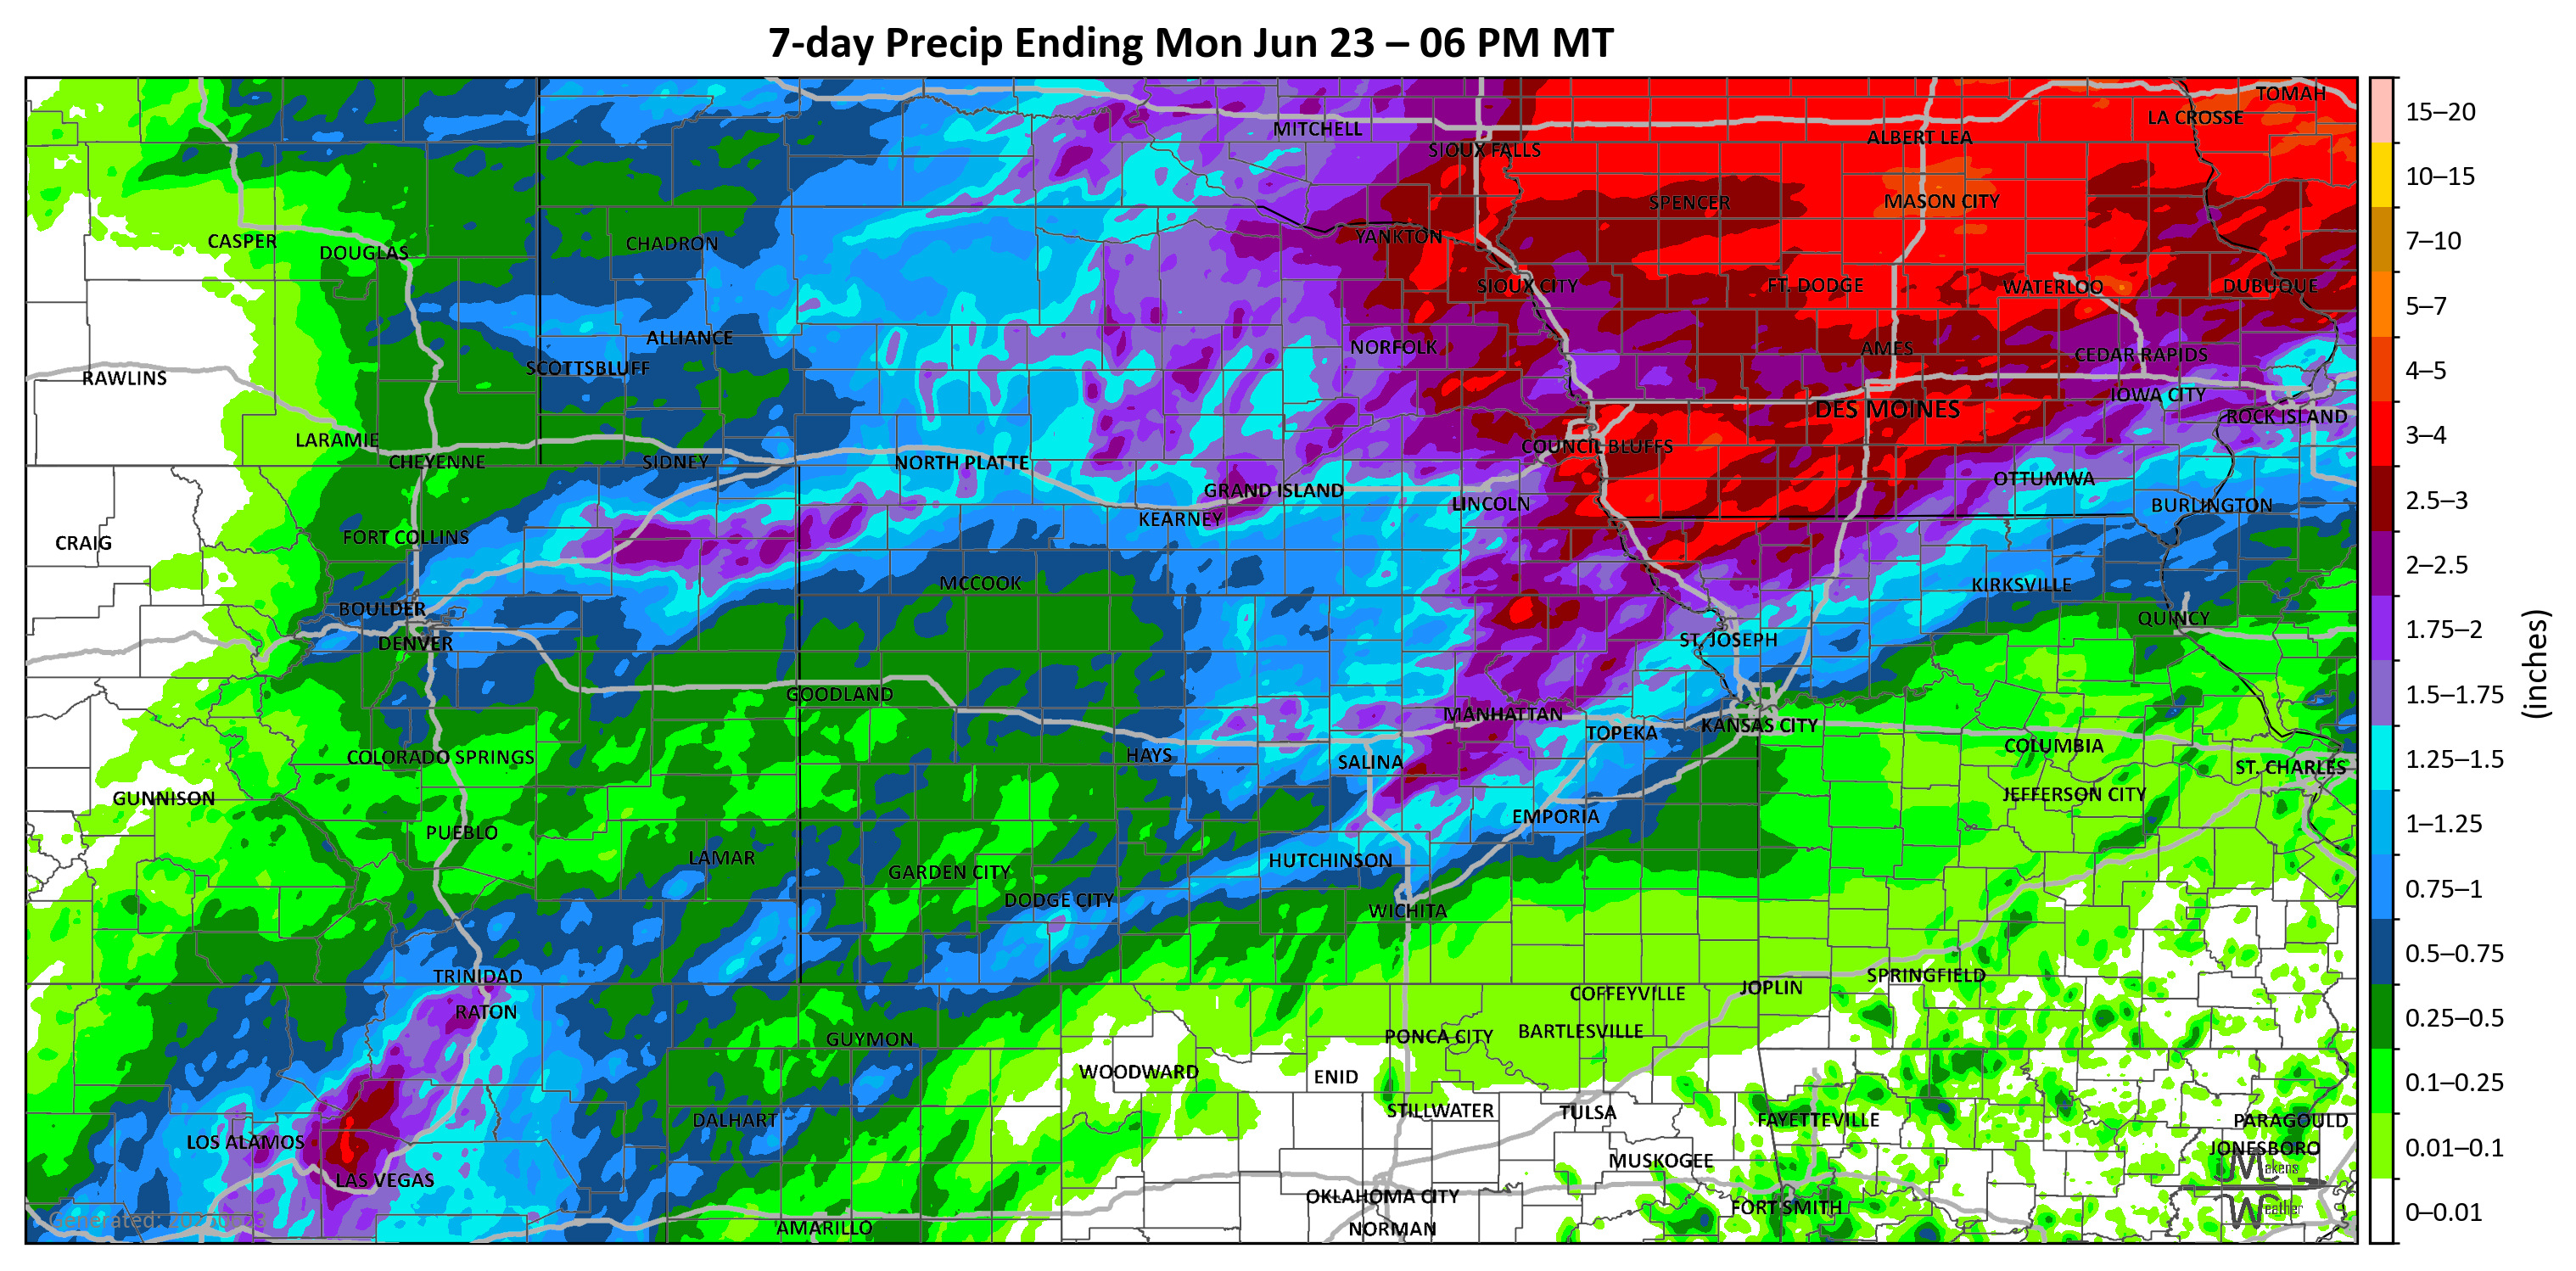 7-day Precip Ending Mon Jun 23 – 06 PM MT
TOMAH
LA CROSSE
MITCHELL
ALBERT LEA
SIOUX FALLS
SPENCER
MASON CITY
YANKTON
CASPER
DOUGLAS
CHADRON
SIOUX CITY
FT. DODGE
WATERLOO
DUBUQUE
ALLIANCE
NORFOLK
AMES
CEDAR RAPIDS
SCOTTSBLUFF
RAWLINS
IOWA CITY
DES MOINES
ROCK ISLAND
LARAMIE
COUNCIL BLUFFS
CHEYENNE
SIDNEY
NORTH PLATTE
OTTUMWA
GRAND ISLAND
LINCOLN
BURLINGTON
KEARNEY
FORT COLLINS
CRAIG
MCCOOK
KIRKSVILLE
BOULDER
QUINCY
DENVER
ST. JOSEPH
GOODLAND
MANHATTAN
KANSAS CITY
TOPEKA
COLUMBIA
COLORADO SPRINGS
HAYS
SALINA
ST. CHARLES
GUNNISON
JEFFERSON CITY
EMPORIA
PUEBLO
LAMAR
HUTCHINSON
GARDEN CITY
DODGE CITY
WICHITA
TRINIDAD
SPRINGFIELD
JOPLIN
COFFEYVILLE
RATON
BARTLESVILLE
PONCA CITY
GUYMON
WOODWARD
ENID
STILLWATER
TULSA
DALHART
FAYETTEVILLE
PARAGOULD
LOS ALAMOS
JONESBORO
MUSKOGEE
LAS VEGAS
OKLAHOMA CITY
FORT SMITH
AMARILLO
NORMAN
Generated:
Makens
Weather
15–20
10–15
7–10
5–7
4–5
3–4
2.5–3
2–2.5
1.75–2
1.5–1.75
1.25–1.5
1–1.25
0.75–1
0.5–0.75
0.25–0.5
0.1–0.25
0.01–0.1
0–0.01
(inches)